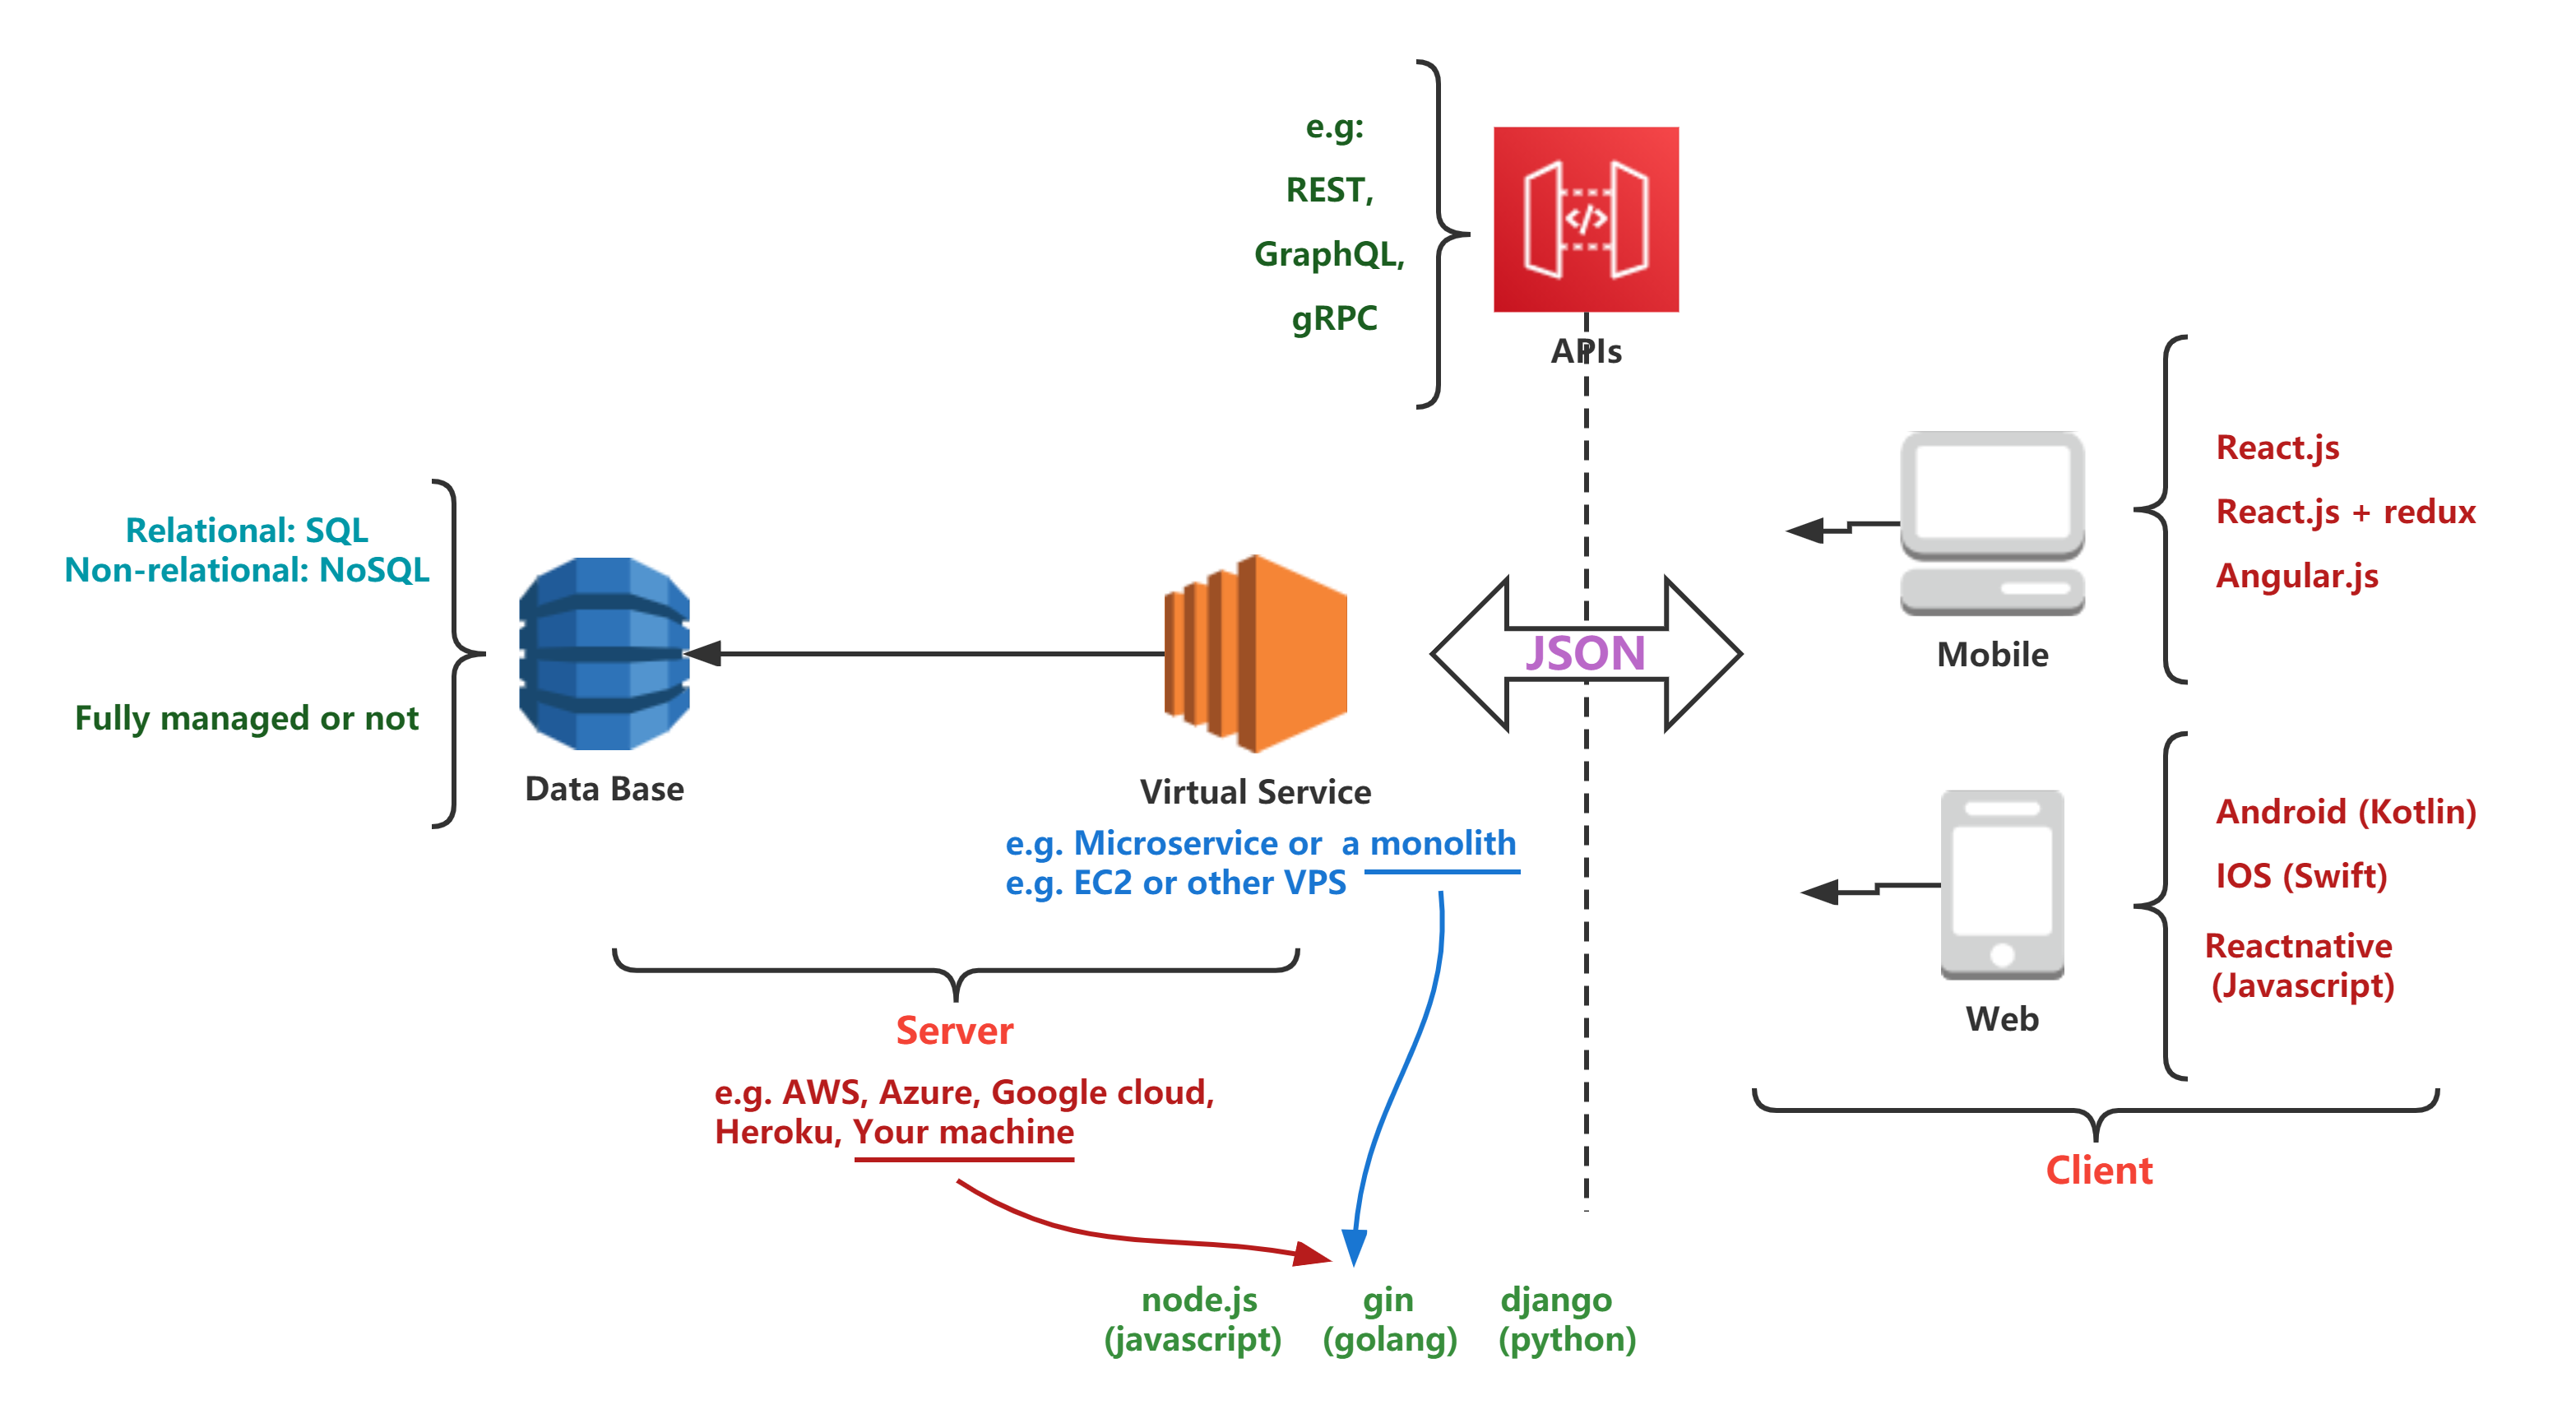 e.g:
REST,
GraphQL,
gRPC
APIs
Relational: SQL
Non-relational: NoSQL
Fully managed or not
Data Base
Virtual Service
e.g. Microservice or  a monolith
e.g. EC2 or other VPS
JSON
React.js
React.js + redux
Angular.js
Mobile
Android (Kotlin)
IOS (Swift)
Reactnative
(Javascript)
Web
Server
e.g. AWS, Azure, Google cloud,
Heroku, Your machine
Client
node.js
(javascript)
gin
(golang)
django
(python)